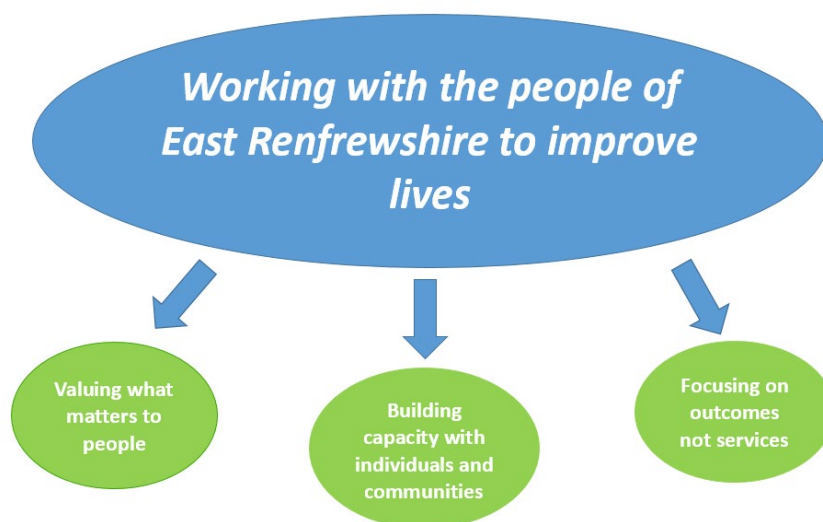 Working with the people of
East Renfrewshire to improve
lives
Valuing what
matters to
people
Building
capacity with
individuals and
communities
Focusing on
outcomes
not services